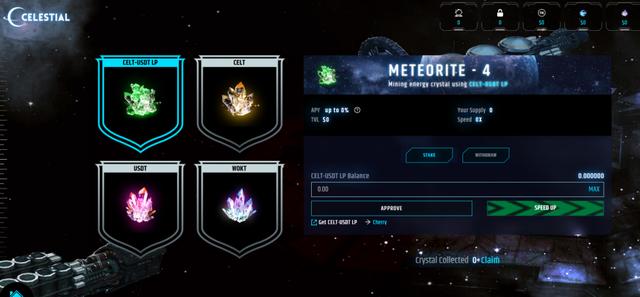 CELESTIAL
0
0
$0
$0
$0
CELT-USDT LP
CELT
USDT
WOKT
METEORITE - 4
Mining energy crystal using CELT-USDT LP
APY up to 0% ?
Your Supply 0
TVL $0
Speed 0X
STAKE
WITHDRAW
CELT-USDT LP Balance
0.000000
0.00
MAX
APPROVE
SPEED UP
Get CELT-USDT LP → Cherry
Crystal Collected 0+Claim